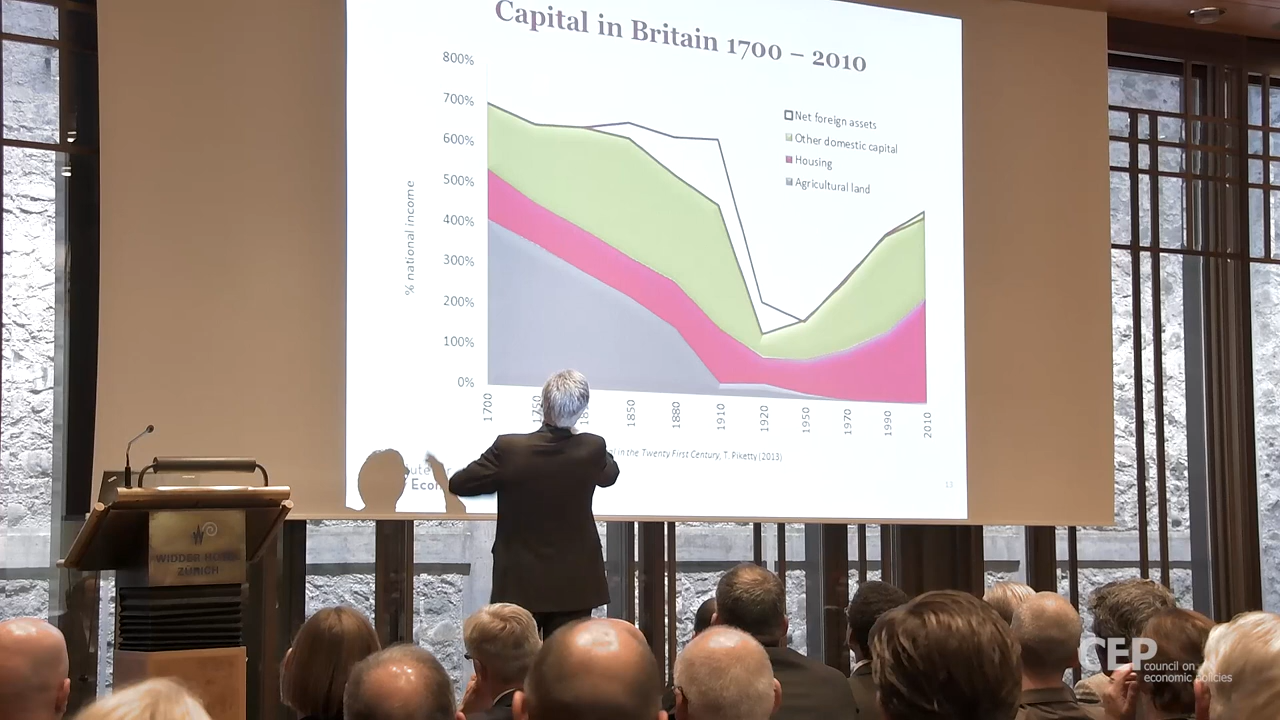 Capital in Britain 1700 – 2010
800%
700%
600%
500%
400%
300%
200%
100%
0%
% national income
Net foreign assets
Other domestic capital
Housing
Agricultural land
1700
1750
1850
1880
1910
1920
1950
1970
1990
2010
in the Twenty First Century, T. Piketty (2013)
13
WIDDER HOTEL
ZURICH
CEP
council on
economic policies